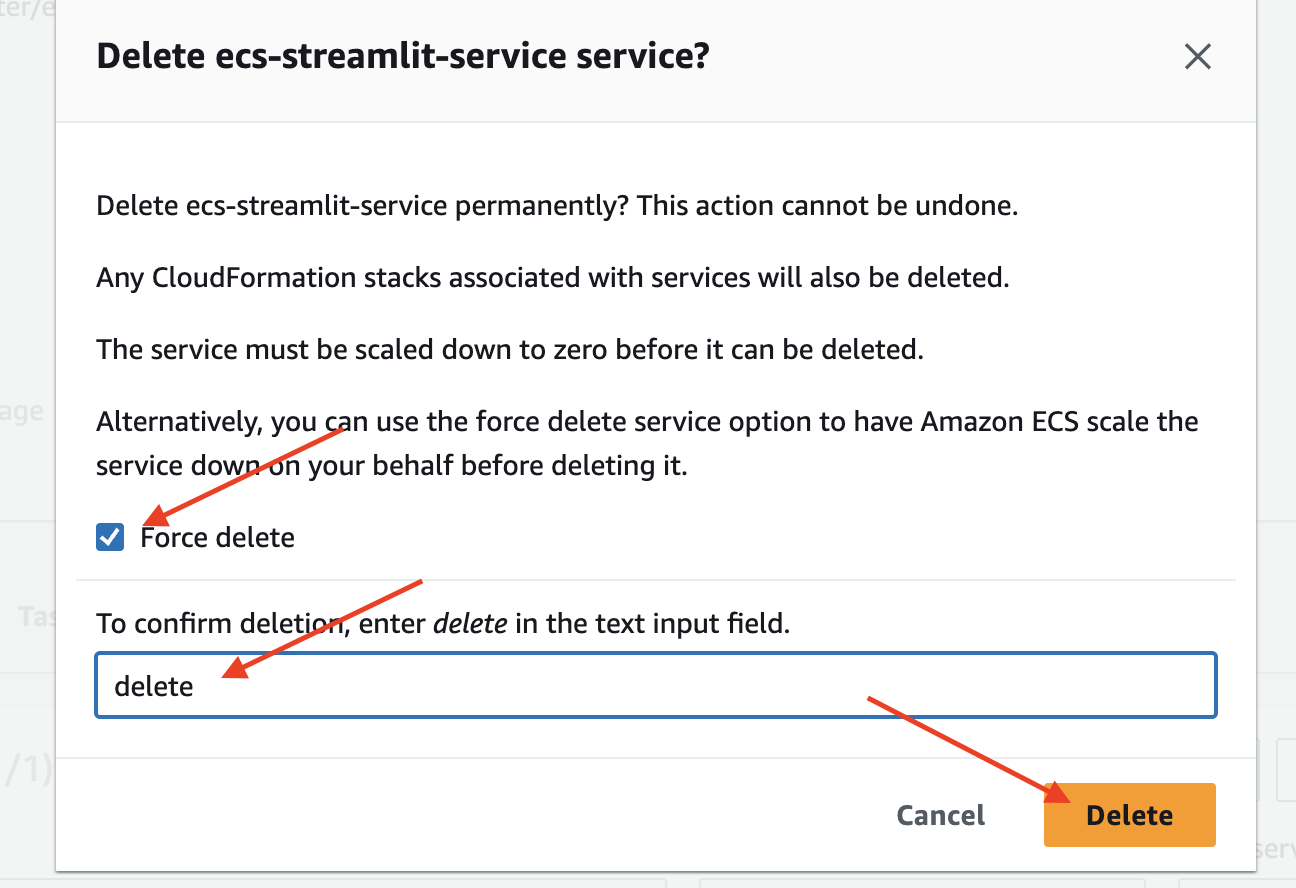 ter/e
Delete ecs-streamlit-service service?
Delete ecs-streamlit-service permanently? This action cannot be undone.
Any CloudFormation stacks associated with services will also be deleted.
The service must be scaled down to zero before it can be deleted.
age
Alternatively, you can use the force delete service option to have Amazon ECS scale the
service down on your behalf before deleting it.
Force delete
Tas
To confirm deletion, enter delete in the text input field.
delete
/1)
Cancel
Delete
serv